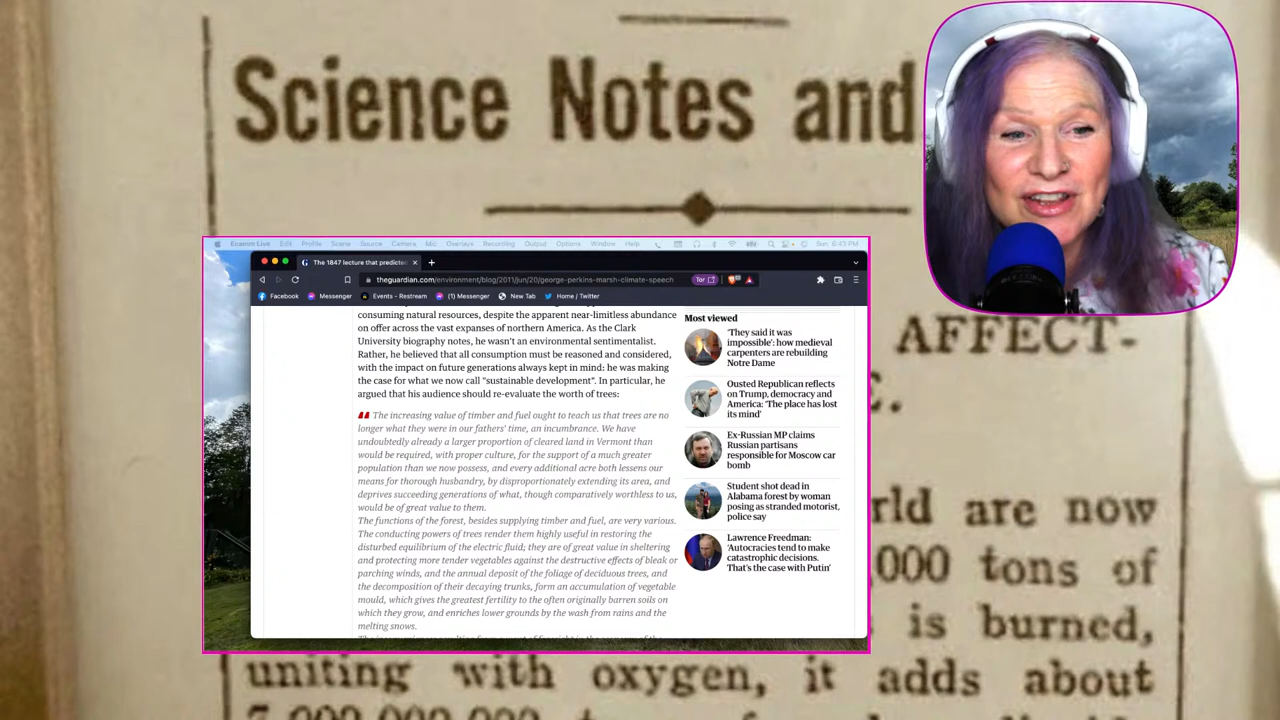 Science Notes and
AFFECT-
rld are now
,000 tons of
is burned,
uniting with oxygen, it adds about
Ecamm Live Edit Profile Scene Source Camera Mic Overlays Recording Output Options Window Help Sun 6:43 PM
The 1847 lecture that predicted
theguardian.com/environment/blog/2011/jun/20/george-perkins-marsh-climate-speech Tor
Facebook Messenger Events - Restream (1) Messenger New Tab Home / Twitter
consuming natural resources, despite the apparent near-limitless abundance
on offer across the vast expanses of northern America. As the Clark
University biography notes, he wasn't an environmental sentimentalist.
Rather, he believed that all consumption must be reasoned and considered,
with the impact on future generations always kept in mind: he was making
the case for what we now call "sustainable development". In particular, he
argued that his audience should re-evaluate the worth of trees:
The increasing value of timber and fuel ought to teach us that trees are no
longer what they were in our fathers' time, an incumbrance. We have
undoubtedly already a larger proportion of cleared land in Vermont than
would be required, with proper culture, for the support of a much greater
population than we now possess, and every additional acre both lessens our
means for thorough husbandry, by disproportionately extending its area, and
deprives succeeding generations of what, though comparatively worthless to us,
would be of great value to them.
The functions of the forest, besides supplying timber and fuel, are very various.
The conducting powers of trees render them highly useful in restoring the
disturbed equilibrium of the electric fluid; they are of great value in sheltering
and protecting more tender vegetables against the destructive effects of bleak or
parching winds, and the annual deposit of the foliage of deciduous trees, and
the decomposition of their decaying trunks, form an accumulation of vegetable
mould, which gives the greatest fertility to the often originally barren soils on
which they grow, and enriches lower grounds by the wash from rains and the
melting snows.
Most viewed
'They said it was
impossible': how medieval
carpenters are rebuilding
Notre Dame
Ousted Republican reflects
on Trump, democracy and
America: 'The place has lost
its mind'
Ex-Russian MP claims
Russian partisans
responsible for Moscow car
bomb
Student shot dead in
Alabama forest by woman
posing as stranded motorist,
police say
Lawrence Freedman:
'Autocracies tend to make
catastrophic decisions.
That's the case with Putin'